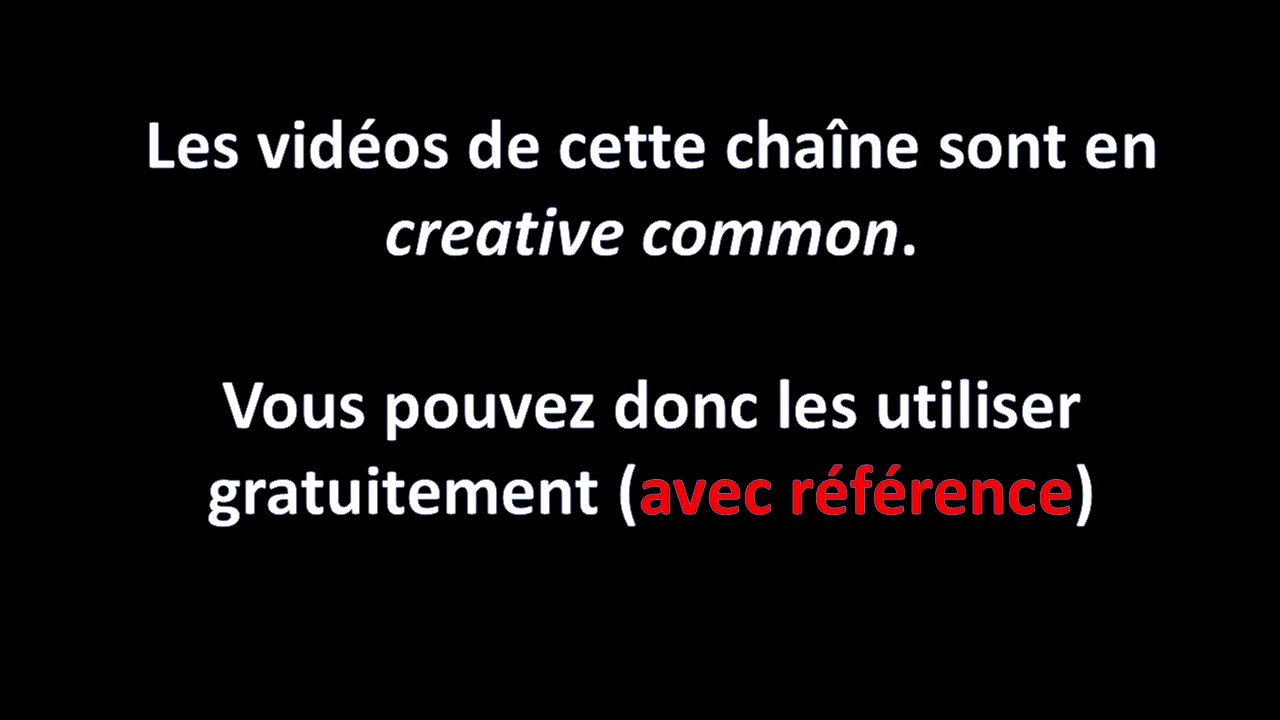 Les vidéos de cette chaîne sont en
creative common.
Vous pouvez donc les utiliser
gratuitement (avec référence)